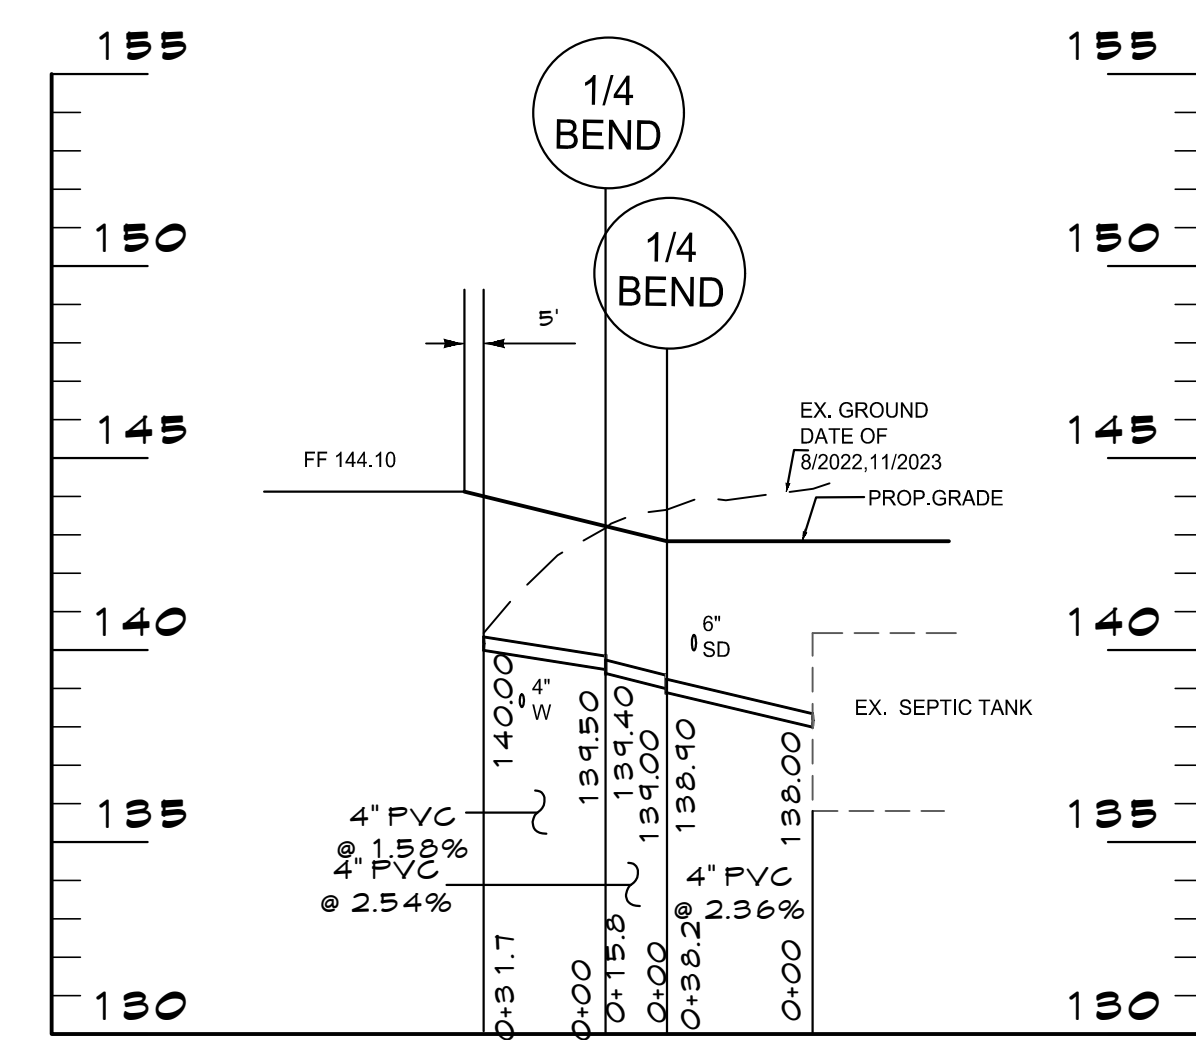 155
155
1/4
BEND
150
150
1/4
BEND
5'
145
145
EX. GROUND
DATE OF
8/2022,11/2023
FF 144.10
PROP.GRADE
140
140
6"
SD
4"
W
EX. SEPTIC TANK
140.00
139.50
139.40
139.00
138.90
138.00
135
135
4" PVC
@ 1.58%
4" PVC
@ 2.54%
4" PVC
@ 2.36%
0+31.7
0+00
0+15.8
0+00
0+38.2
0+00
130
130